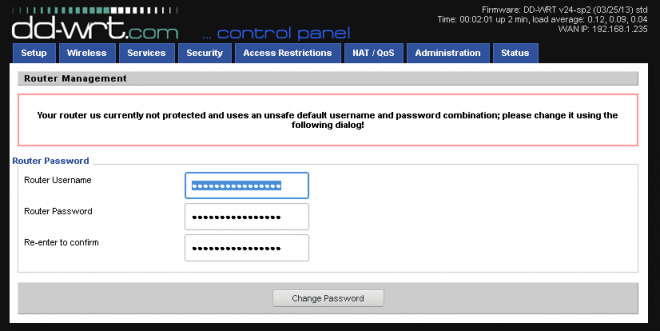 Firmware: DD-WRT v24-sp2 (03/25/13) std
Time: 00:02:01 up 2 min, load average: 0.12, 0.09, 0.04
WAN IP: 192.168.1.235
dd-wrt.com ... control panel
Setup Wireless Services Security Access Restrictions NAT / QoS Administration Status
Router Management
Your router us currently not protected and uses an unsafe default username and password combination; please change it using the
following dialog!
Router Password
Router Username ••••••••••••••••
Router Password ••••••••••••••••
Re-enter to confirm ••••••••••••••••
Change Password